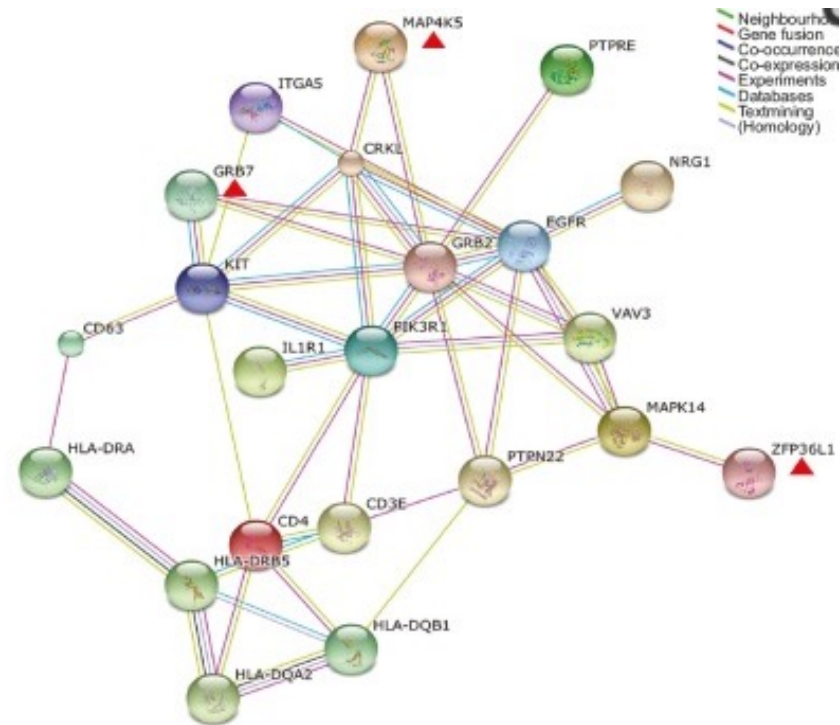 MAP4K5
PTPRE
ITGA5
CRKL
GRB7
NRG1
EGFR
GRB2
KIT
VAV3
CD63
PIK3R1
IL1R1
MAPK14
HLA-DRA
PTPN22
ZFP36L1
CD3E
CD4
HLA-DRB5
HLA-DQB1
HLA-DQA2
Neighbourho
Gene fusion
Co-occurrence
Co-expression
Experiments
Databases
Textmining
(Homology)